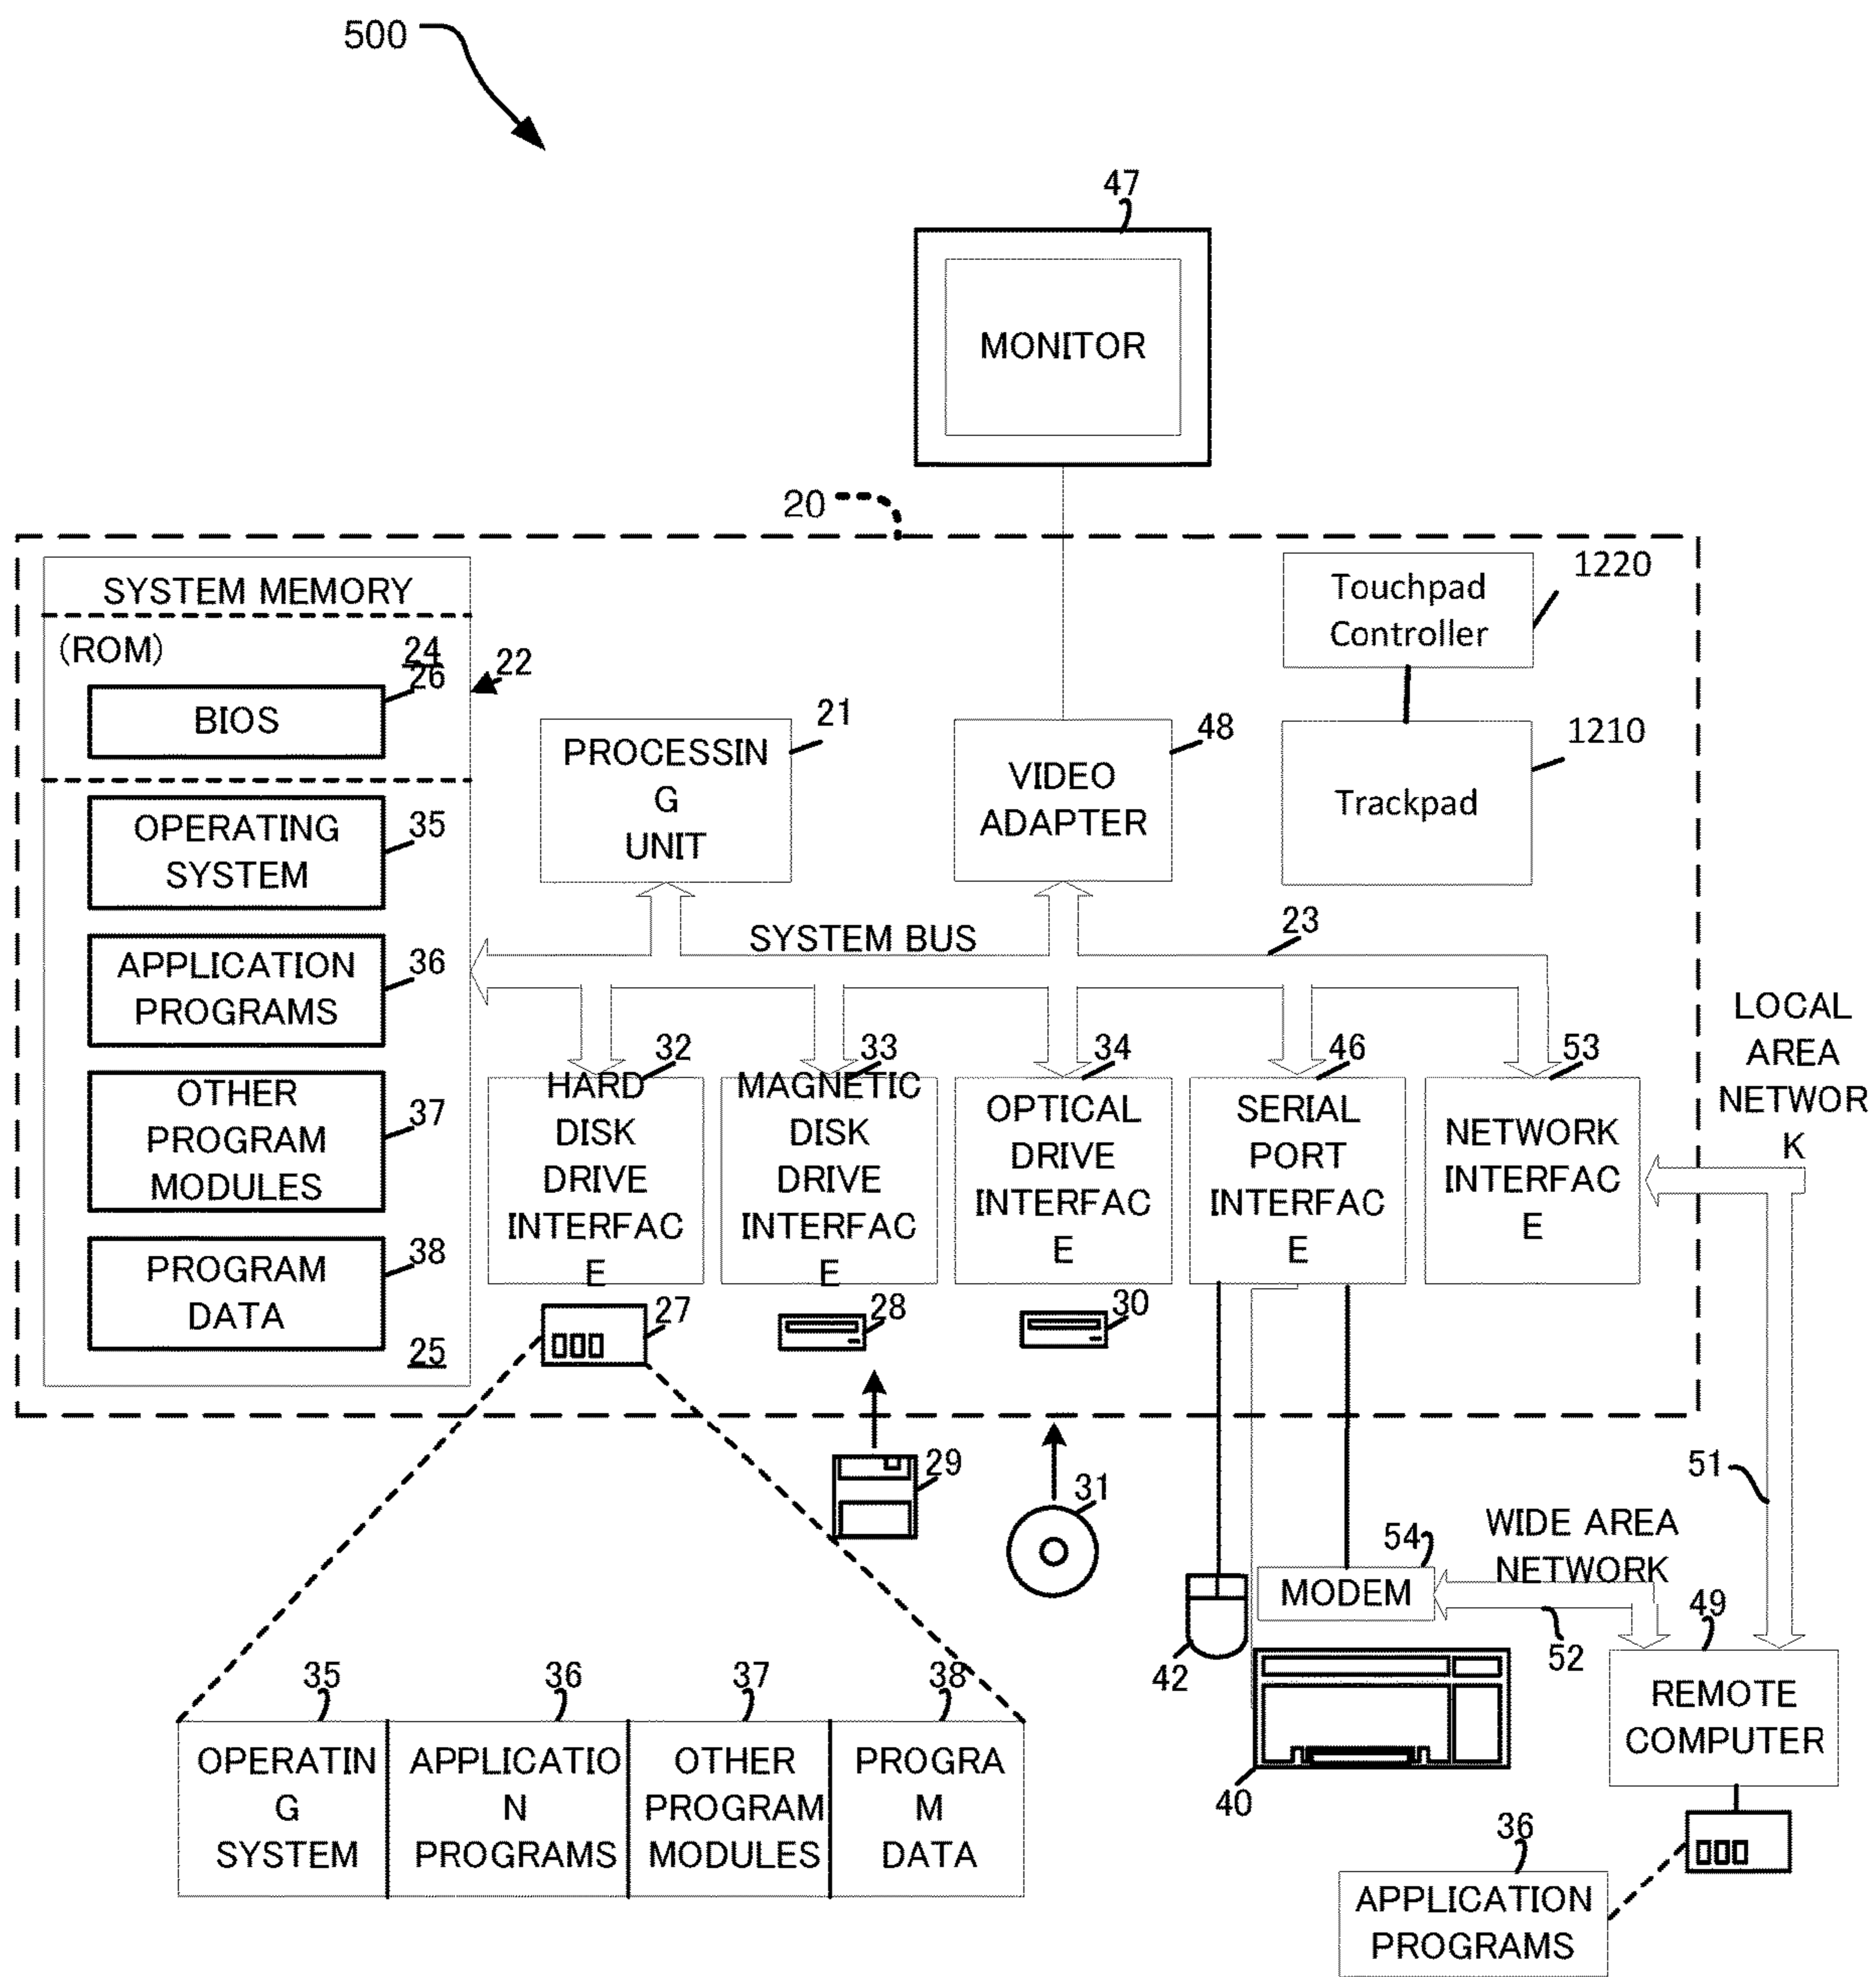 500
47
MONITOR
20
SYSTEM MEMORY
(ROM)
24
22
26
BIOS
OPERATING
SYSTEM
35
APPLICATION
PROGRAMS
36
OTHER
PROGRAM
MODULES
37
PROGRAM
DATA
38
25
PROCESSIN
G
UNIT
21
VIDEO
ADAPTER
48
Touchpad
Controller
1220
Trackpad
1210
SYSTEM BUS
23
HARD
DISK
DRIVE
INTERFAC
E
32
MAGNETIC
DISK
DRIVE
INTERFAC
E
33
OPTICAL
DRIVE
INTERFAC
E
34
SERIAL
PORT
INTERFAC
E
46
NETWORK
INTERFAC
E
53
LOCAL
AREA
NETWOR
K
27
28
30
29
31
51
WIDE AREA
NETWORK
54
MODEM
52
49
REMOTE
COMPUTER
42
40
35
OPERATIN
G
SYSTEM
36
APPLICATIO
N
PROGRAMS
37
OTHER
PROGRAM
MODULES
38
PROGRA
M
DATA
36
APPLICATION
PROGRAMS